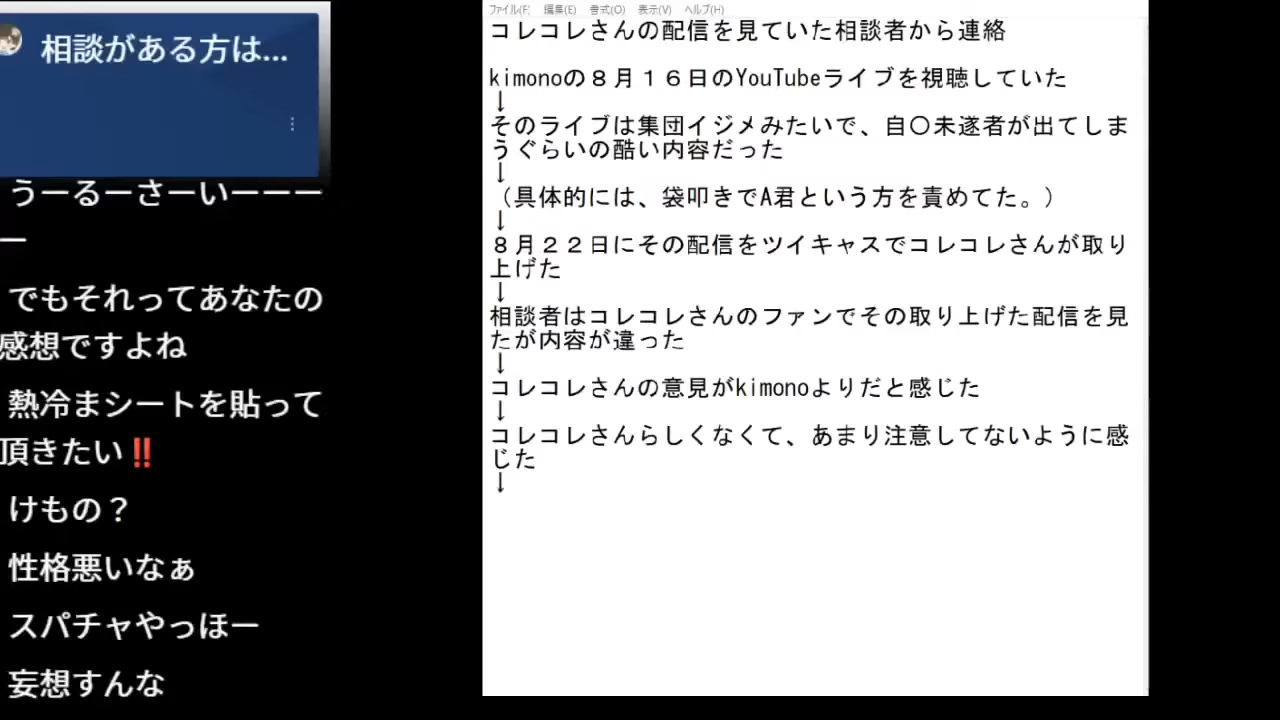 相談がある方は...
うーるーさーいーーー
ー
でもそれってあなたの
感想ですよね
熱冷まシートを貼って
頂きたい‼
けもの？
性格悪いなぁ
スパチャやっほー
妄想すんな
ファイル(F) 編集(E) 書式(O) 表示(V) ヘルプ(H)
コレコレさんの配信を見ていた相談者から連絡
kimonoの８月１６日のYouTubeライブを視聴していた
↓
そのライブは集団イジメみたいで、自〇未遂者が出てしま
うぐらいの酷い内容だった
↓
（具体的には、袋叩きでA君という方を責めてた。）
↓
８月２２日にその配信をツイキャスでコレコレさんが取り
上げた
↓
相談者はコレコレさんのファンでその取り上げた配信を見
たが内容が違った
↓
コレコレさんの意見がkimonoよりだと感じた
↓
コレコレさんらしくなくて、あまり注意してないように感
じた
↓